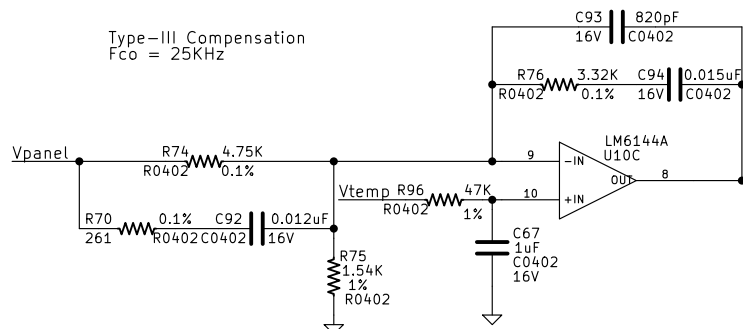 Type-III Compensation
Fco = 25KHz
C93
820pF
16V
C0402
R76
3.32K
C94
0.015uF
R0402
0.1%
16V
C0402
LM6144A
U10C
9
-IN
OUT
8
10
+IN
Vpanel
R74
4.75K
R0402
0.1%
Vtemp
R96
47K
R0402
1%
R70
0.1%
C92
0.012uF
261
R0402
C0402
16V
C67
1uF
C0402
16V
R75
1.54K
1%
R0402